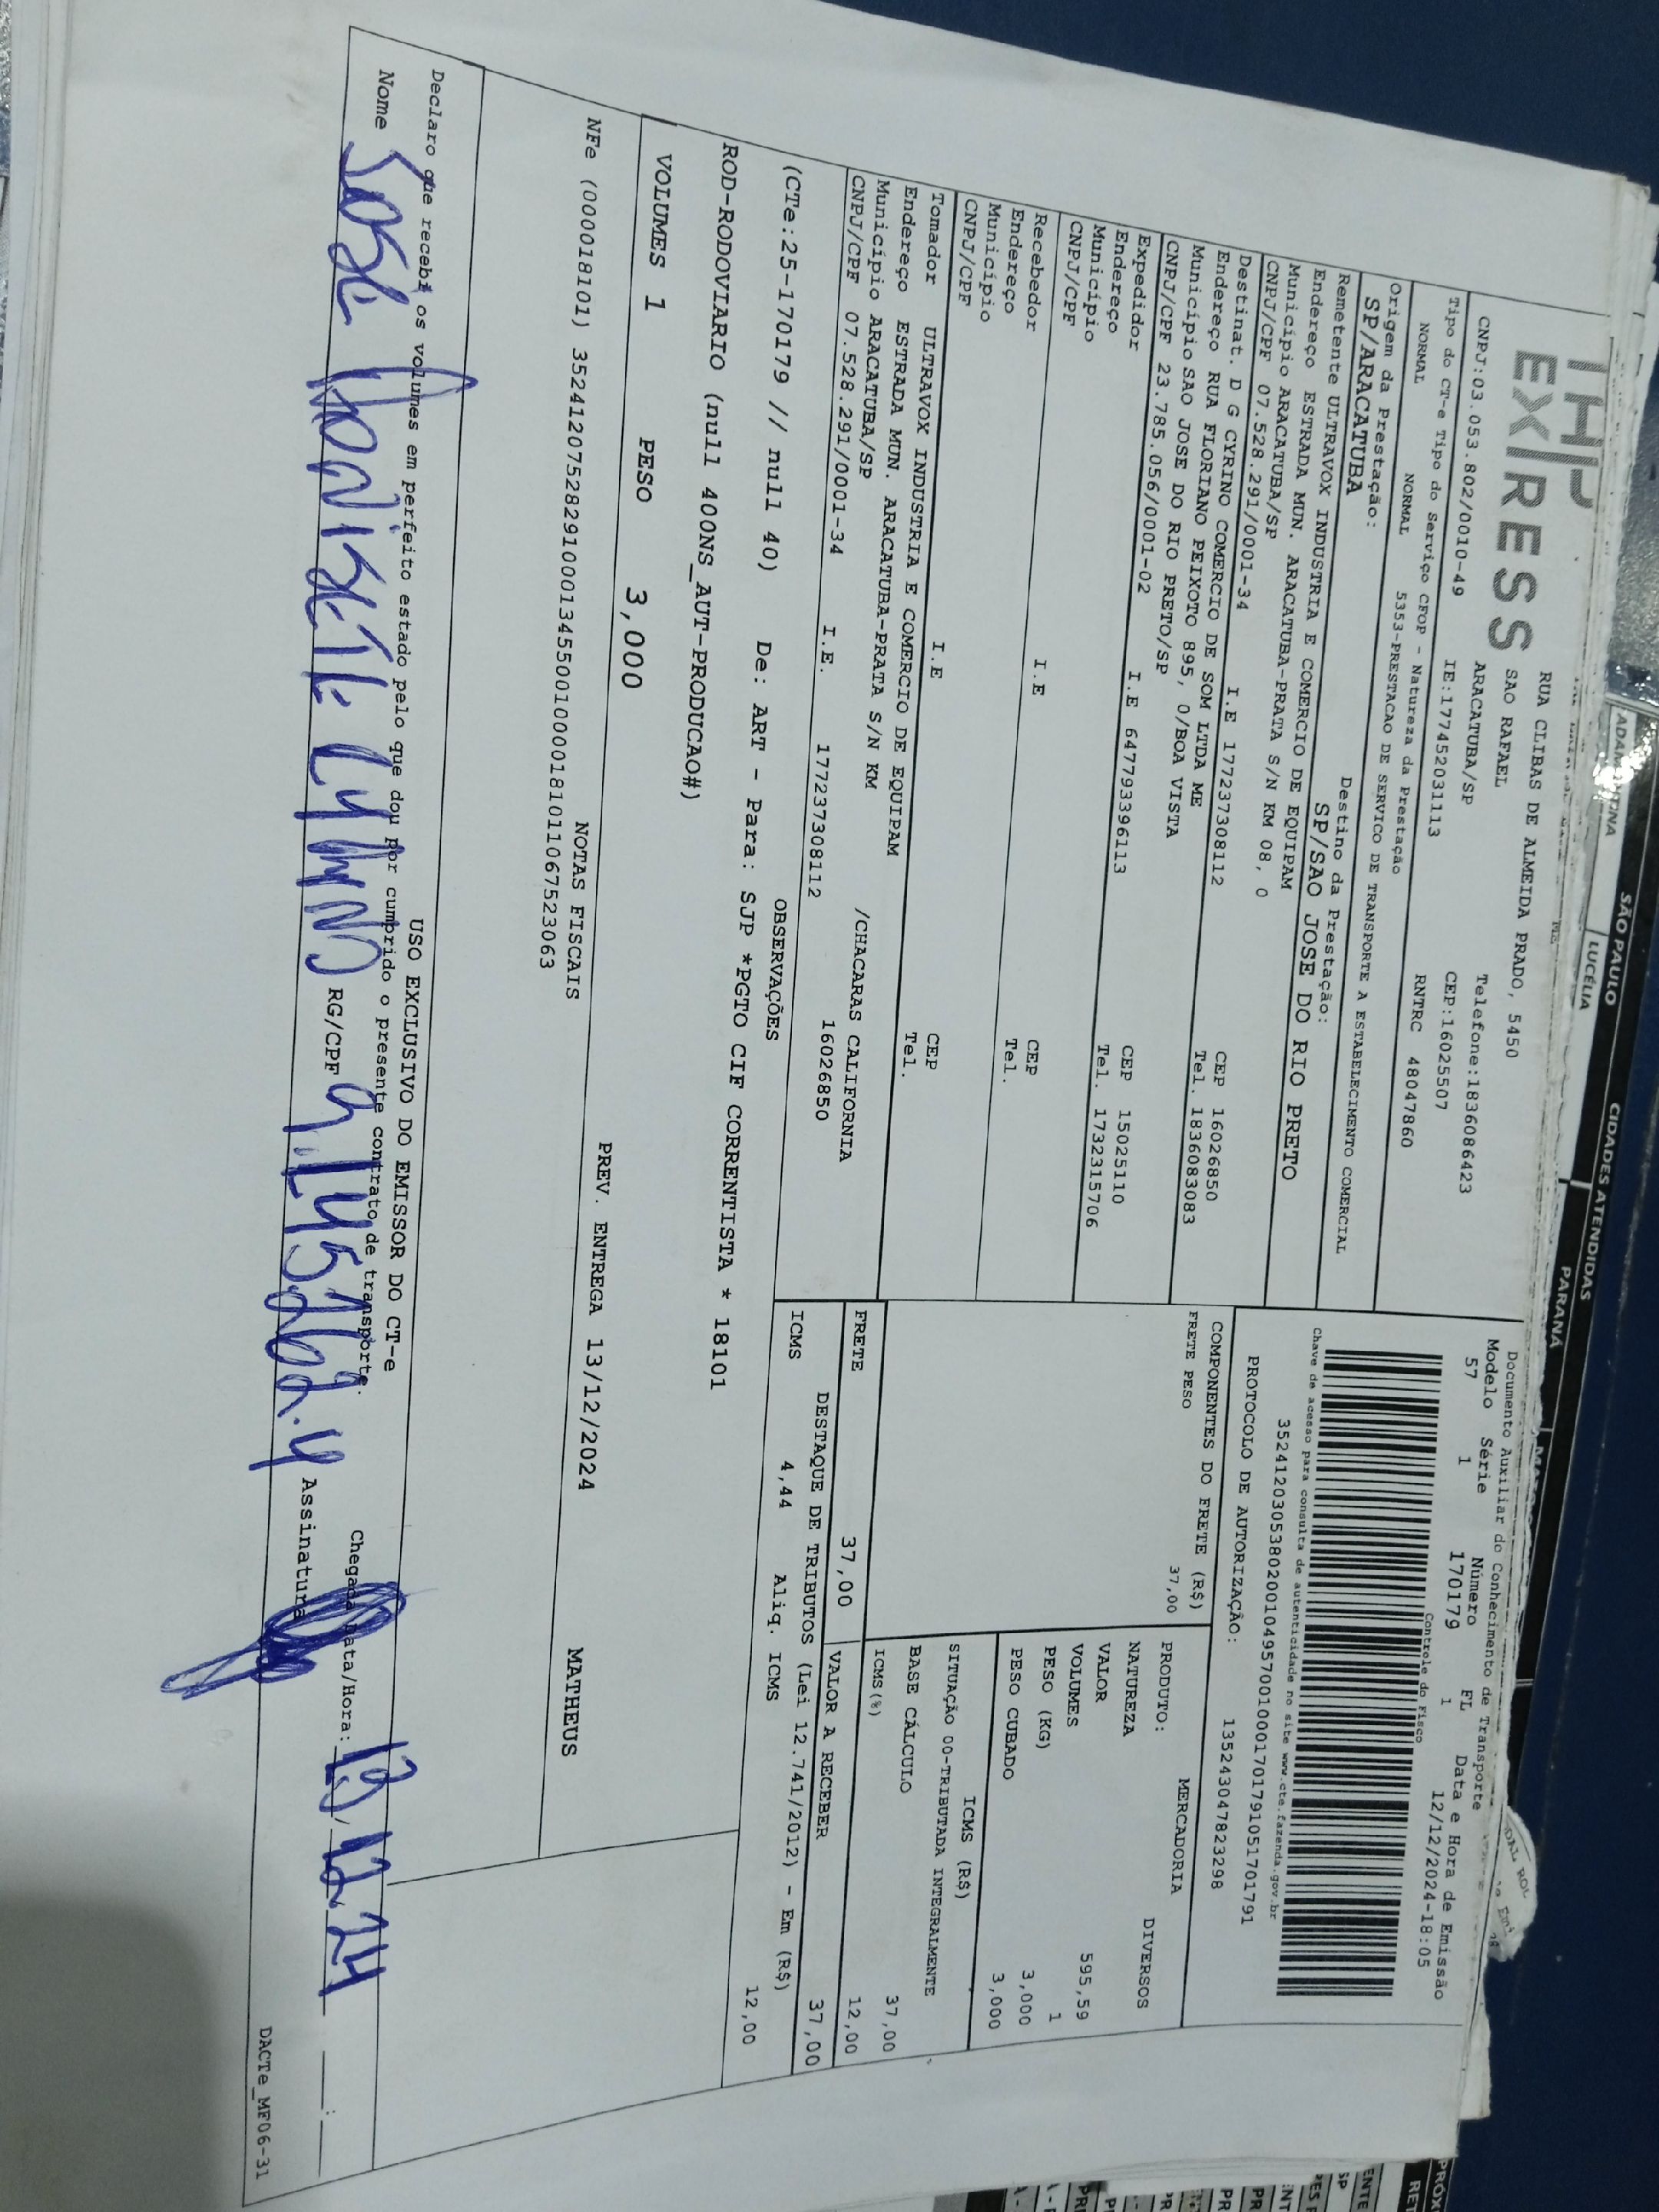 EXPRESS
RUA CLIBAS DE ALMEIDA PRADO, 5450
SAO RAFAEL
ARACATUBA/SP
Telefone:1836086423
CNPJ:03.053.802/0010-49 IE:177452031113 CEP:16025507
Tipo do CT-e Tipo do Serviço CFOP - Natureza da Prestação RNTRC 48047860
NORMAL NORMAL 5353-PRESTACAO DE SERVICO DE TRANSPORTE A ESTABELECIMENTO COMERCIAL
Origem da Prestação: Destino da Prestação:
SP/ARACATUBA SP/SAO JOSE DO RIO PRETO
Remetente ULTRAVOX INDUSTRIA E COMERCIO DE EQUIPAM
Endereço ESTRADA MUN. ARACATUBA-PRATA S/N KM 08, 0
Município ARACATUBA/SP CEP 16026850
CNPJ/CPF 07.528.291/0001-34 I.E 177237308112 Tel. 1836083083
Destinat. D G CYRINO COMERCIO DE SOM LTDA ME
Endereço RUA FLORIANO PEIXOTO 895, 0/BOA VISTA
Município SAO JOSE DO RIO PRETO/SP CEP 15025110
CNPJ/CPF 23.785.056/0001-02 I.E 647793396113 Tel. 1732315706
Expedidor
Endereço
Município CEP
CNPJ/CPF I.E Tel.
Recebedor
Endereço
Município CEP
CNPJ/CPF I.E Tel.
Tomador ULTRAVOX INDUSTRIA E COMERCIO DE EQUIPAM
Endereço ESTRADA MUN. ARACATUBA-PRATA S/N KM /CHACARAS CALIFORNIA
Município ARACATUBA/SP 16026850
CNPJ/CPF 07.528.291/0001-34 I.E. 177237308112
Documento Auxiliar do Conhecimento de Transporte
Modelo Série Número FL Data e Hora de Emissão
57 1 170179 1 12/12/2024-18:05
Controle do Fisco
Chave de acesso para consulta de autenticidade no site www.cte.fazenda.gov.br
35241203053802001049570010001701791051701791
PROTOCOLO DE AUTORIZAÇÃO: 135243047823298
COMPONENTES DO FRETE (R$)
FRETE PESO 37,00
PRODUTO: MERCADORIA
NATUREZA DIVERSOS
VALOR 595,59
VOLUMES 1
PESO (KG) 3,000
PESO CUBADO 3,000
ICMS (R$)
SITUAÇÃO 00-TRIBUTADA INTEGRALMENTE
BASE CÁLCULO 37,00
ICMS(%) 12,00
FRETE 37,00 VALOR A RECEBER 37,00
DESTAQUE DE TRIBUTOS (Lei 12.741/2012) - Em (R$)
ICMS 4,44 Aliq. ICMS 12,00
OBSERVAÇÕES
(CTe:25-170179 // null 40) De: ART - Para: SJP *PGTO CIF CORRENTISTA * 18101
ROD-RODOVIARIO (null 400NS_AUT-PRODUCAO#)
VOLUMES 1 PESO 3,000 PREV. ENTREGA 13/12/2024 MATHEUS
NOTAS FISCAIS
NFe (000018101) 35241207528291000134550010000181011067523063
USO EXCLUSIVO DO EMISSOR DO CT-e
Declaro que recebi os volumes em perfeito estado pelo que dou por cumprido o presente contrato de transporte.
Chegada Data/Hora: 13/12.24
Nome RG/CPF Assinatura
DACTe_MF06-31
SÃO PAULO
CIDADES ATENDIDAS
PARANÁ
LUCÉLIA